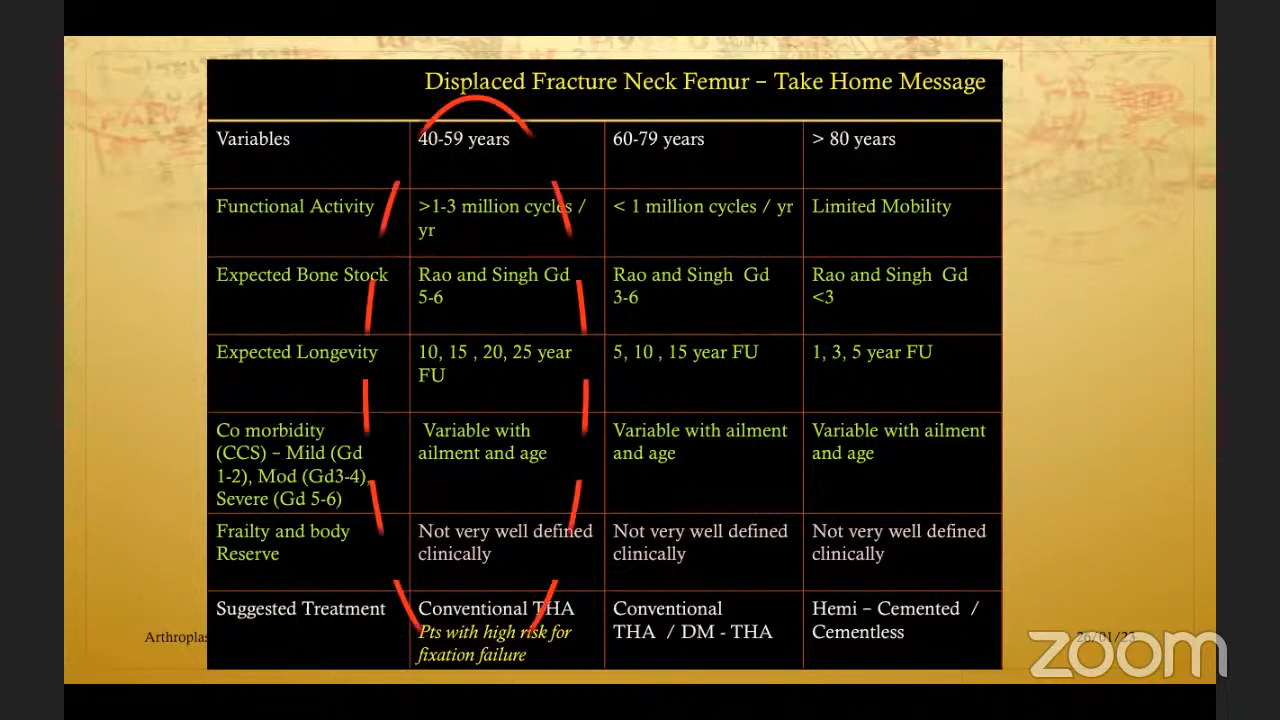 Displaced Fracture Neck Femur – Take Home Message
Variables
40-59 years
60-79 years
> 80 years
Functional Activity
>1-3 million cycles /
yr
< 1 million cycles / yr
Limited Mobility
Expected Bone Stock
Rao and Singh Gd
5-6
Rao and Singh Gd
3-6
Rao and Singh Gd
<3
Expected Longevity
10, 15 , 20, 25 year
FU
5, 10 , 15 year FU
1, 3, 5 year FU
Co morbidity
(CCS) – Mild (Gd
1-2), Mod (Gd3-4),
Severe (Gd 5-6)
Variable with
ailment and age
Variable with ailment
and age
Variable with ailment
and age
Frailty and body
Reserve
Not very well defined
clinically
Not very well defined
clinically
Not very well defined
clinically
Suggested Treatment
Conventional THA
Pts with high risk for
fixation failure
Conventional
THA / DM - THA
Hemi – Cemented /
Cementless
Arthroplas
26/01/23
zoom